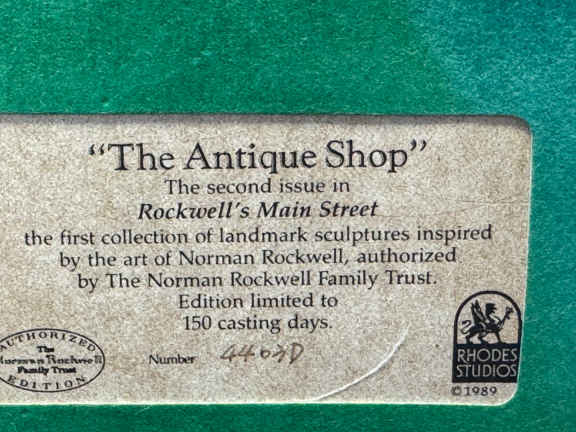 “The Antique Shop”
The second issue in
Rockwell's Main Street
the first collection of landmark sculptures inspired
by the art of Norman Rockwell, authorized
by The Norman Rockwell Family Trust.
Edition limited to
150 casting days.
AUTHORIZED
The
Norman Rockwell
Family Trust
EDITION
Number 4463D
RHODES
STUDIOS
©1989